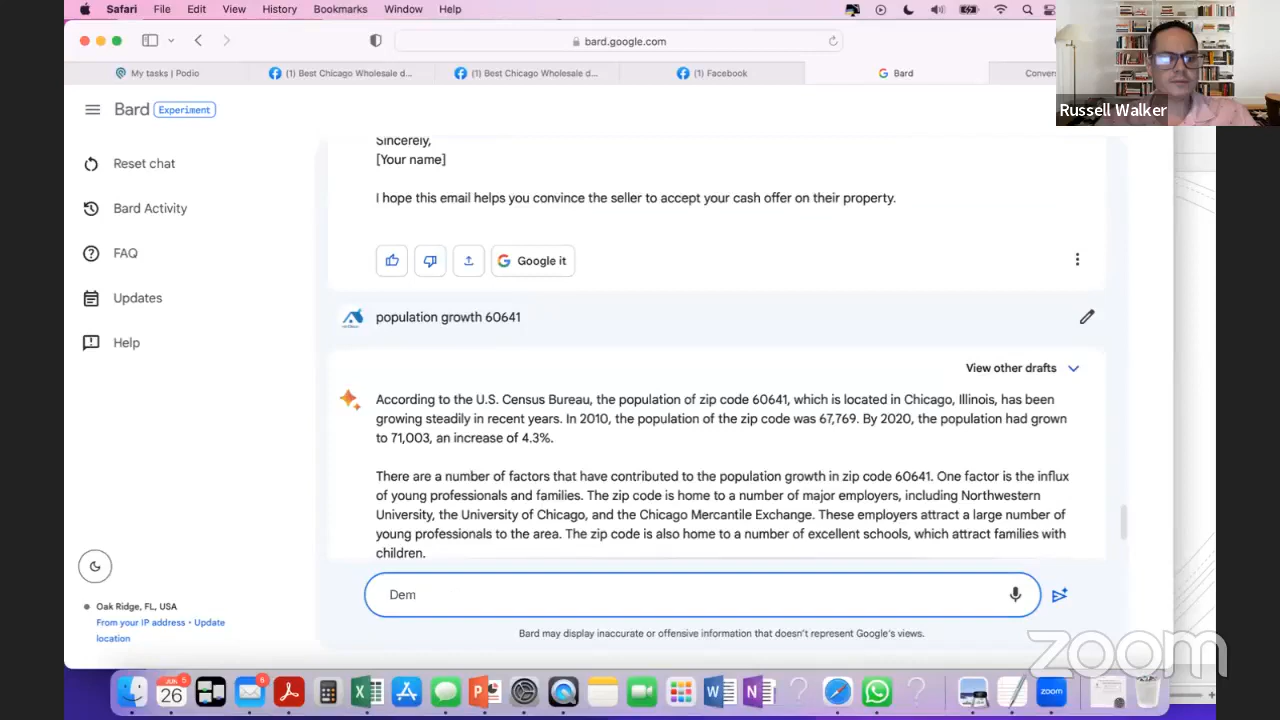 Safari File Edit View History Bookmarks Window Help
bard.google.com
My tasks | Podio
(1) Best Chicago Wholesale d...
(1) Best Chicago Wholesale d...
(1) Facebook
Bard
Conver
Russell Walker
Bard Experiment
Reset chat
Bard Activity
FAQ
Updates
Help
Sincerely,
[Your name]
I hope this email helps you convince the seller to accept your cash offer on their property.
Google it
population growth 60641
View other drafts
According to the U.S. Census Bureau, the population of zip code 60641, which is located in Chicago, Illinois, has been
growing steadily in recent years. In 2010, the population of the zip code was 67,769. By 2020, the population had grown
to 71,003, an increase of 4.3%.
There are a number of factors that have contributed to the population growth in zip code 60641. One factor is the influx
of young professionals and families. The zip code is home to a number of major employers, including Northwestern
University, the University of Chicago, and the Chicago Mercantile Exchange. These employers attract a large number of
young professionals to the area. The zip code is also home to a number of excellent schools, which attract families with
children.
Dem
Bard may display inaccurate or offensive information that doesn't represent Google's views.
Oak Ridge, FL, USA
From your IP address • Update
location
zoom
JUN 5
26
6
zoom